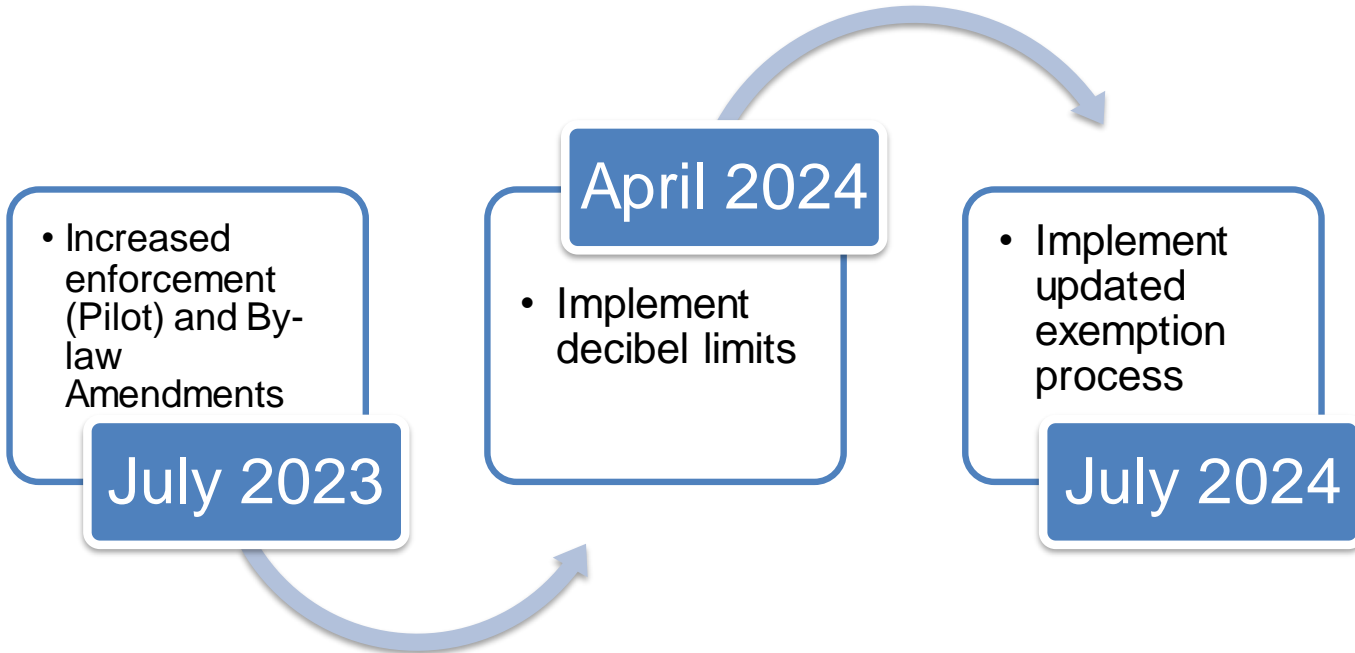 • Increased
enforcement
(Pilot) and By-
law
Amendments
July 2023
April 2024
• Implement
decibel limits
• Implement
updated
exemption
process
July 2024